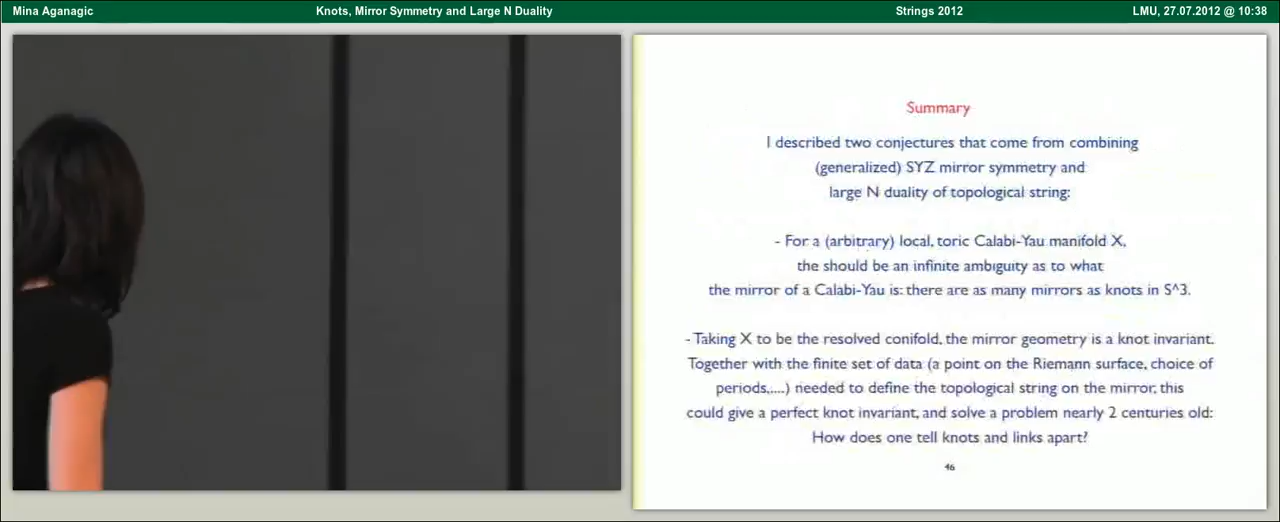 Mina Aganagic
Knots, Mirror Symmetry and Large N Duality
Strings 2012
LMU, 27.07.2012 @ 10:38
Summary
I described two conjectures that come from combining
(generalized) SYZ mirror symmetry and
large N duality of topological string:
- For a (arbitrary) local, toric Calabi-Yau manifold X,
the should be an infinite ambiguity as to what
the mirror of a Calabi-Yau is: there are as many mirrors as knots in S^3.
- Taking X to be the resolved conifold, the mirror geometry is a knot invariant.
Together with the finite set of data (a point on the Riemann surface, choice of
periods,....) needed to define the topological string on the mirror, this
could give a perfect knot invariant, and solve a problem nearly 2 centuries old:
How does one tell knots and links apart?
46